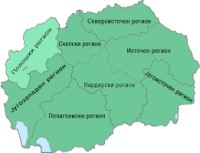 Североисточен регион
Полошки регион
Скопски регион
Источен регион
Југозападен регион
Вардарски регион
Југоисточен регион
Пелагониски регион